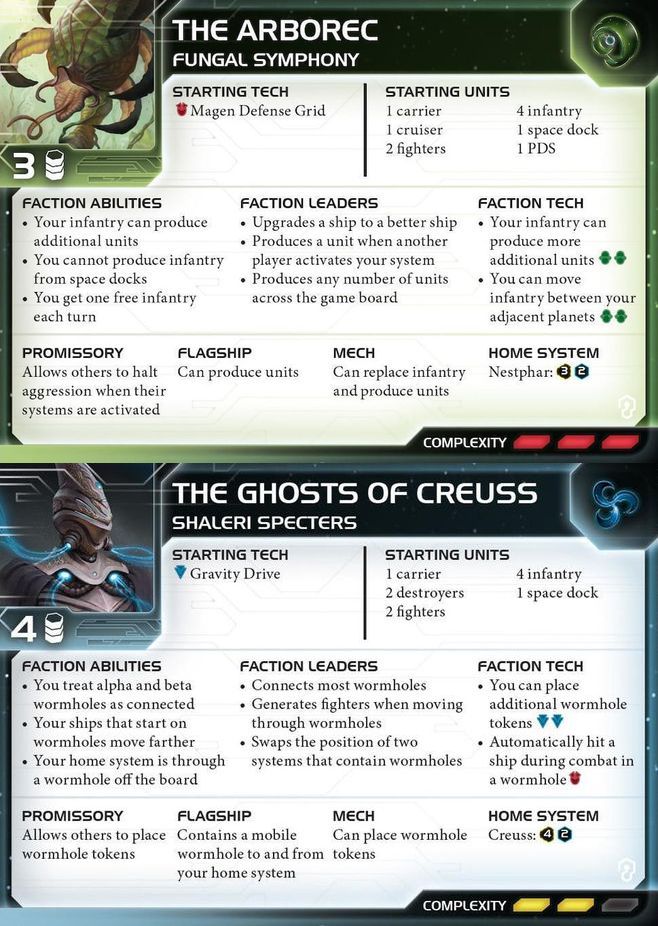 THE ARBOREC
FUNGAL SYMPHONY
STARTING TECH
Magen Defense Grid
STARTING UNITS
1 carrier
1 cruiser
2 fighters
4 infantry
1 space dock
1 PDS
3
FACTION ABILITIES
• Your infantry can produce
additional units
• You cannot produce infantry
from space docks
• You get one free infantry
each turn
FACTION LEADERS
• Upgrades a ship to a better ship
• Produces a unit when another
player activates your system
• Produces any number of units
across the game board
FACTION TECH
• Your infantry can
produce more
additional units
• You can move
infantry between your
adjacent planets
PROMISSORY
Allows others to halt
aggression when their
systems are activated
FLAGSHIP
Can produce units
MECH
Can replace infantry
and produce units
HOME SYSTEM
Nestphar: 3 2
COMPLEXITY
THE GHOSTS OF CREUSS
SHALERI SPECTERS
STARTING TECH
Gravity Drive
STARTING UNITS
1 carrier
2 destroyers
2 fighters
4 infantry
1 space dock
4
FACTION ABILITIES
• You treat alpha and beta
wormholes as connected
• Your ships that start on
wormholes move farther
• Your home system is through
a wormhole off the board
FACTION LEADERS
• Connects most wormholes
• Generates fighters when moving
through wormholes
• Swaps the position of two
systems that contain wormholes
FACTION TECH
• You can place
additional wormhole
tokens
• Automatically hit a
ship during combat in
a wormhole
PROMISSORY
Allows others to place
wormhole tokens
FLAGSHIP
Contains a mobile
wormhole to and from
your home system
MECH
Can place wormhole
tokens
HOME SYSTEM
Creuss: 4 2
COMPLEXITY